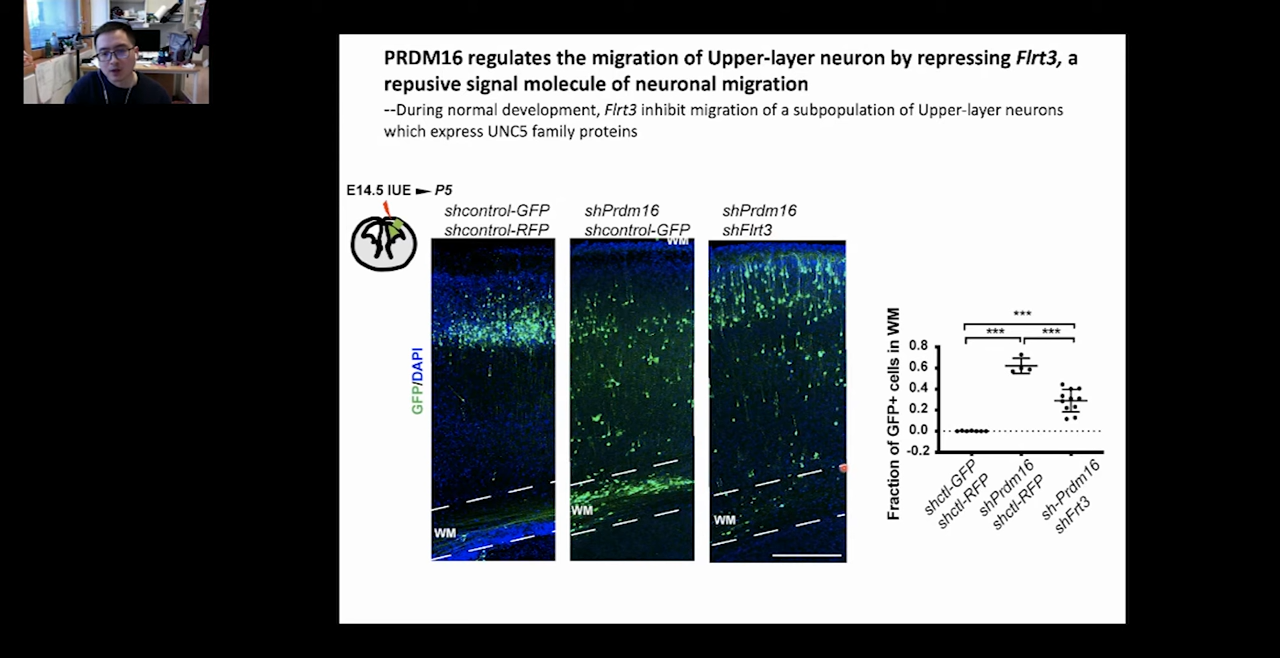 PRDM16 regulates the migration of Upper-layer neuron by repressing Flrt3, a
repusive signal molecule of neuronal migration
--During normal development, Flrt3 inhibit migration of a subpopulation of Upper-layer neurons
which express UNC5 family proteins
E14.5 IUE P5
shcontrol-GFP
shcontrol-RFP
shPrdm16
shcontrol-GFP
shPrdm16
shFlrt3
WM
GFP/DAPI
WM
WM
WM
Fraction of GFP+ cells in WM
***
*** ***
0.8
0.6
0.4
0.2
0.0
-0.2
shctl-GFP
shctl-RFP
shPrdm16
shctl-RFP
sh-Prdm16
shFrt3